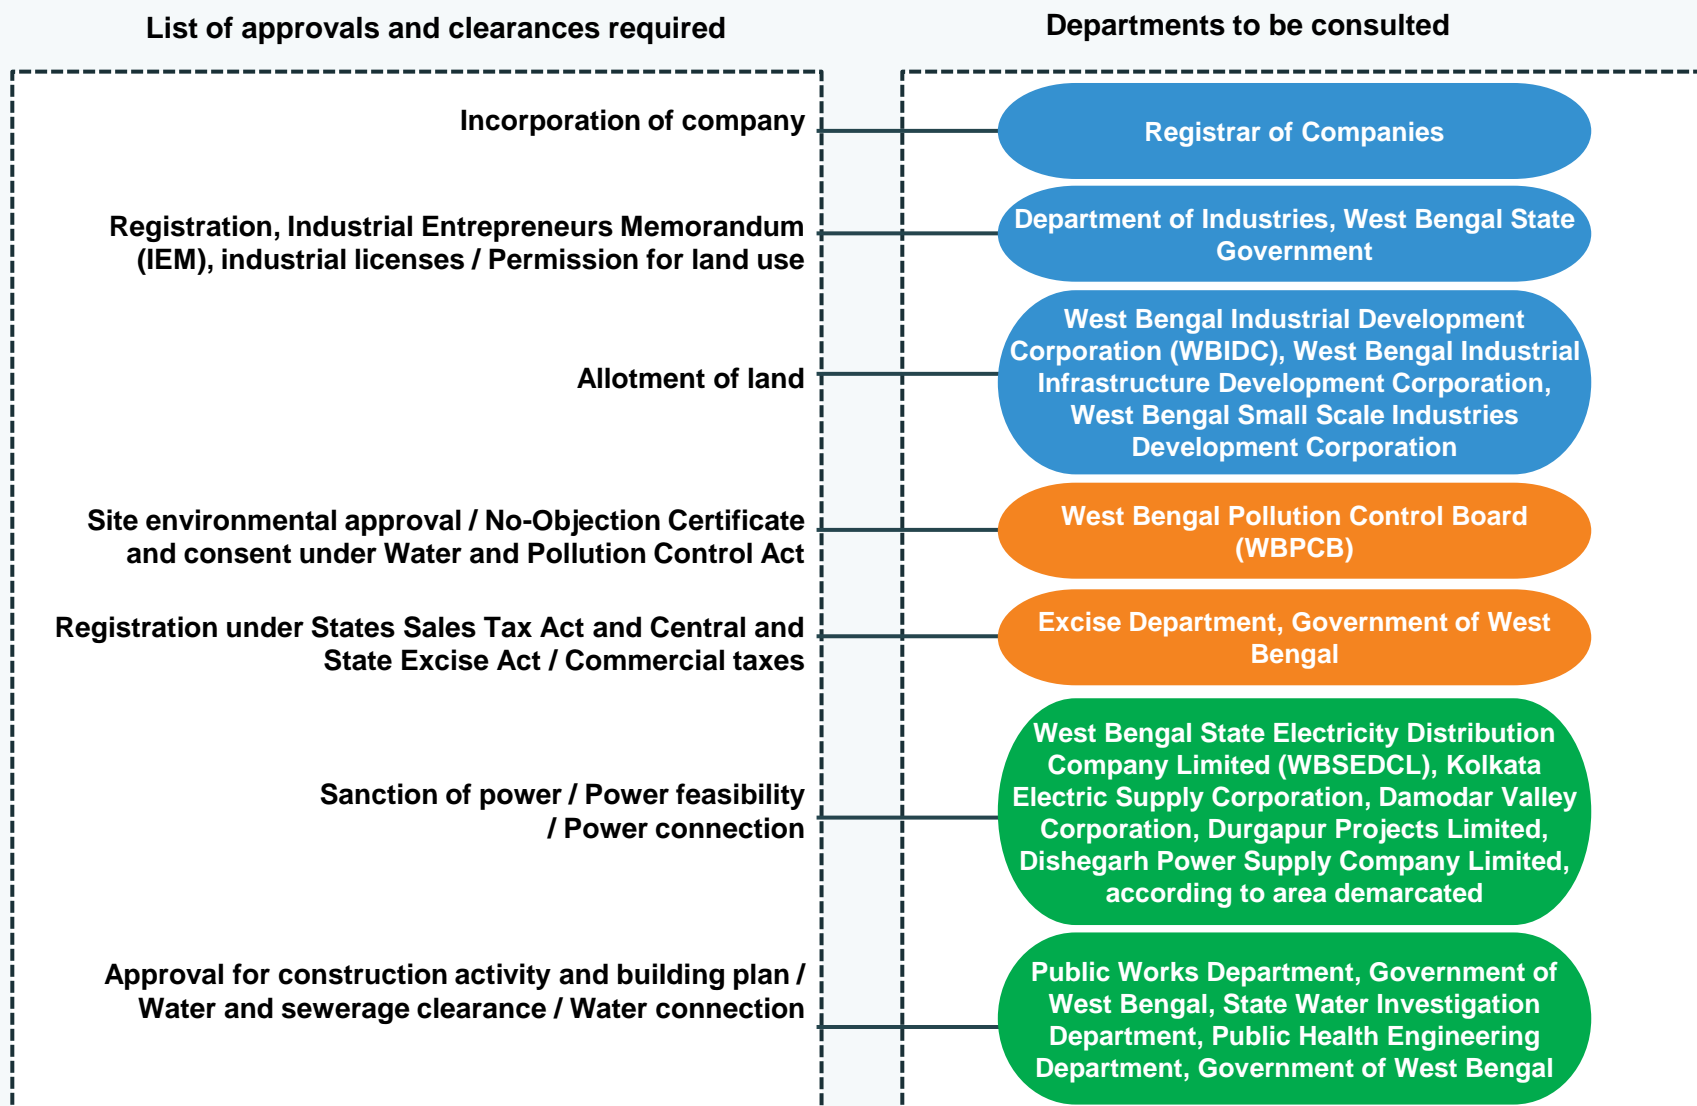 List of approvals and clearances required
Departments to be consulted
Incorporation of company
Registrar of Companies
Registration, Industrial Entrepreneurs Memorandum
(IEM), industrial licenses / Permission for land use
Department of Industries, West Bengal State
Government
Allotment of land
West Bengal Industrial Development
Corporation (WBIDC), West Bengal Industrial
Infrastructure Development Corporation,
West Bengal Small Scale Industries
Development Corporation
Site environmental approval / No-Objection Certificate
and consent under Water and Pollution Control Act
West Bengal Pollution Control Board
(WBPCB)
Registration under States Sales Tax Act and Central and
State Excise Act / Commercial taxes
Excise Department, Government of West
Bengal
Sanction of power / Power feasibility
/ Power connection
West Bengal State Electricity Distribution
Company Limited (WBSEDCL), Kolkata
Electric Supply Corporation, Damodar Valley
Corporation, Durgapur Projects Limited,
Dishegarh Power Supply Company Limited,
according to area demarcated
Approval for construction activity and building plan /
Water and sewerage clearance / Water connection
Public Works Department, Government of
West Bengal, State Water Investigation
Department, Public Health Engineering
Department, Government of West Bengal